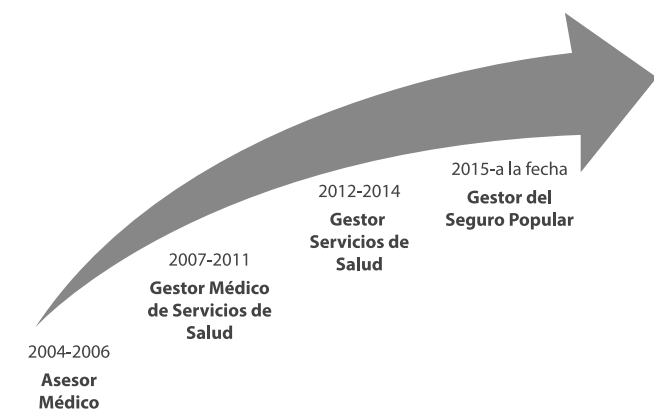 2004-2006
Asesor
Médico
2007-2011
Gestor Médico
de Servicios de
Salud
2012-2014
Gestor
Servicios de
Salud
2015-a la fecha
Gestor del
Seguro Popular